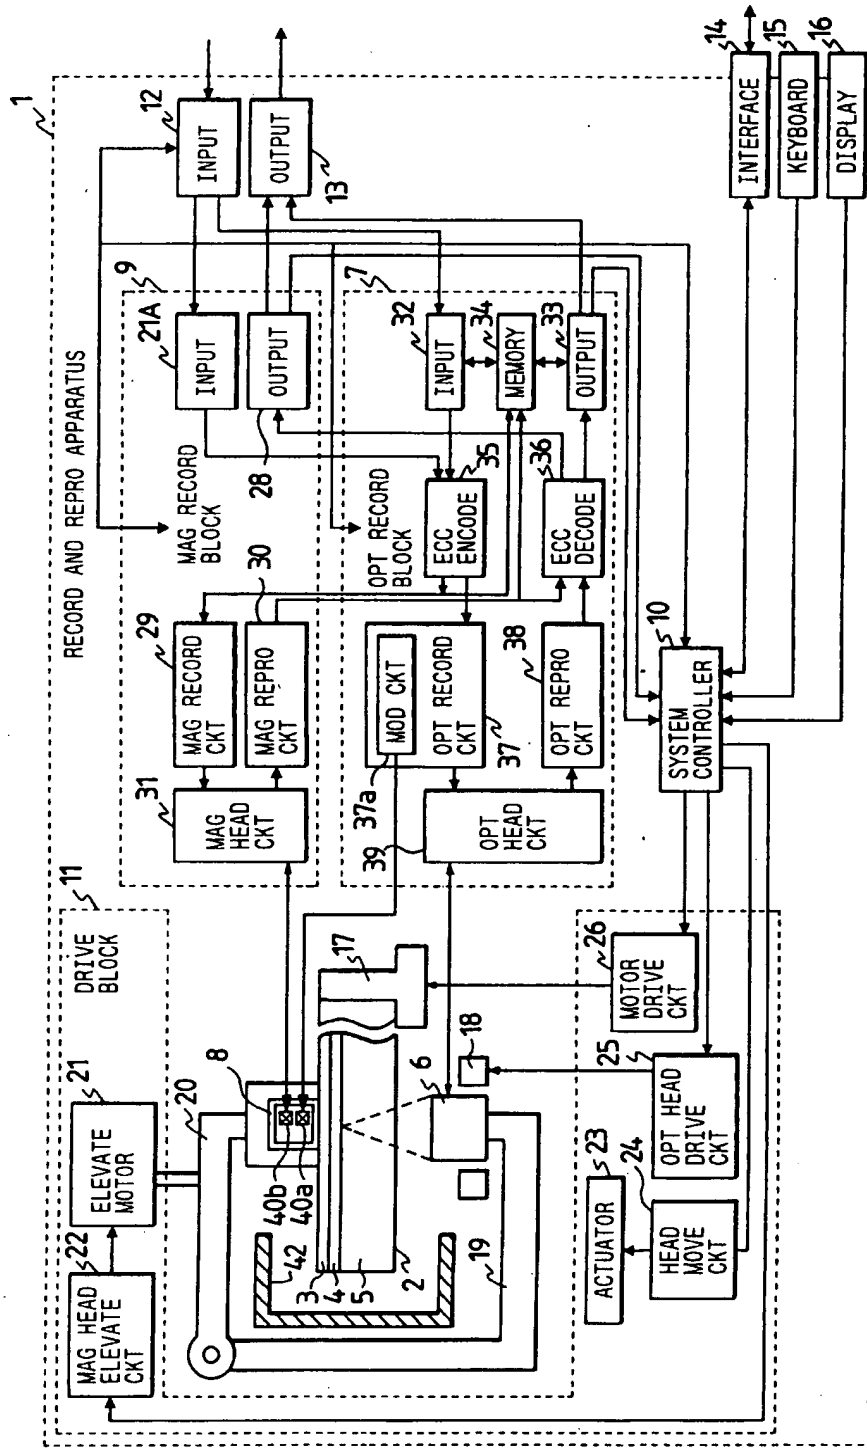 RECORD AND REPRO APPARATUS
1
11
DRIVE
BLOCK
22
MAG HEAD
ELEVATE
CKT
21
ELEVATE
MOTOR
20
8
40b
40a
42
3
4
5
2
19
17
6
18
31
MAG
HEAD
CKT
29
MAG RECORD
CKT
30
MAG REPRO
CKT
MAG RECORD
BLOCK
9
21A
INPUT
28
OUTPUT
12
INPUT
13
OUTPUT
39
OPT
HEAD
CKT
37a
MOD CKT
OPT RECORD
CKT
37
38
OPT REPRO
CKT
OPT RECORD
BLOCK
7
35
ECC
ENCODE
36
ECC
DECODE
32
INPUT
34
MEMORY
33
OUTPUT
23
ACTUATOR
24
HEAD
MOVE
CKT
25
OPT HEAD
DRIVE
CKT
26
MOTOR
DRIVE
CKT
10
SYSTEM
CONTROLLER
14
INTERFACE
15
KEYBOARD
16
DISPLAY